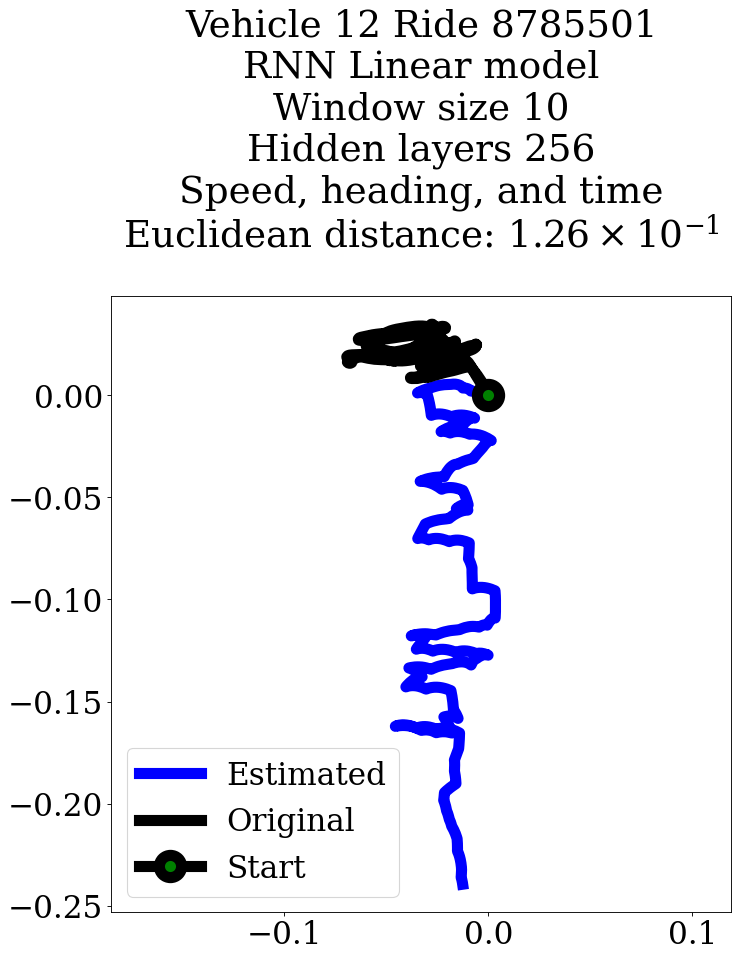 Vehicle 12 Ride 8785501
RNN Linear model
Window size 10
Hidden layers 256
Speed, heading, and time
Euclidean distance: 1.26 × 10⁻¹
0.00
−0.05
−0.10
−0.15
−0.20
−0.25
Estimated
Original
Start
−0.1
0.0
0.1